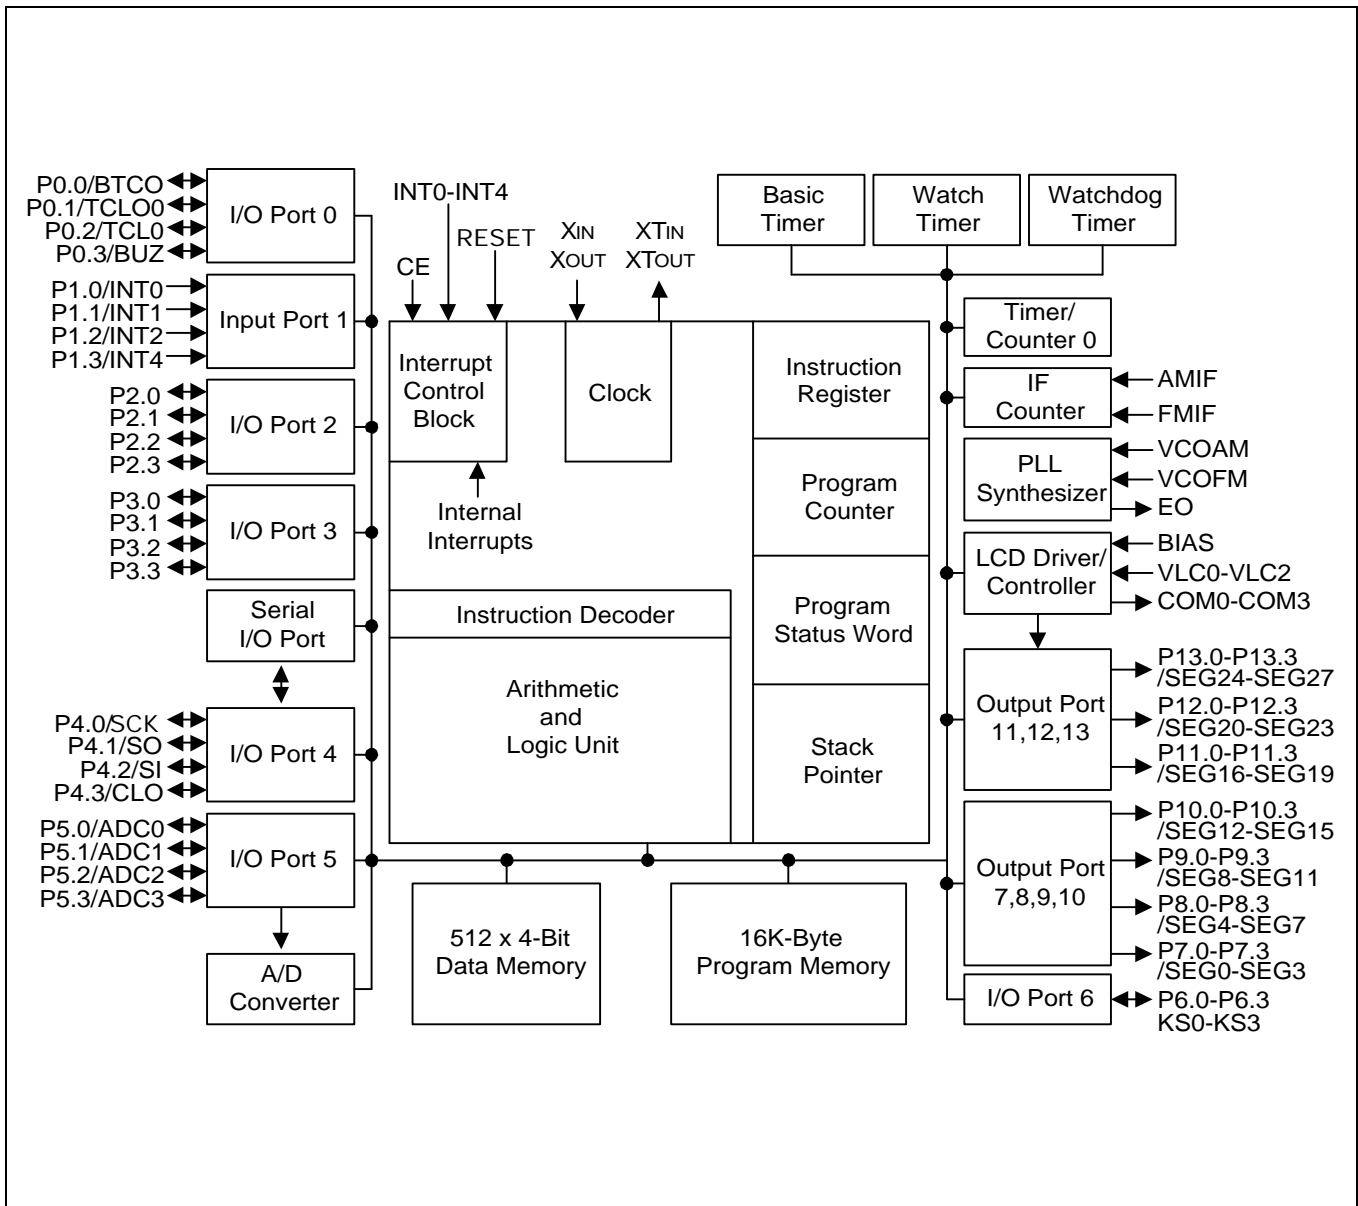 P0.0/BTCO
P0.1/TCLO0
P0.2/TCL0
P0.3/BUZ
I/O Port 0
P1.0/INT0
P1.1/INT1
P1.2/INT2
P1.3/INT4
Input Port 1
P2.0
P2.1
P2.2
P2.3
I/O Port 2
P3.0
P3.1
P3.2
P3.3
I/O Port 3
Serial
I/O Port
P4.0/SCK
P4.1/SO
P4.2/SI
P4.3/CLO
I/O Port 4
P5.0/ADC0
P5.1/ADC1
P5.2/ADC2
P5.3/ADC3
I/O Port 5
A/D
Converter
INT0-INT4
RESET
CE
XIN
XOUT
XTIN
XTOUT
Interrupt
Control
Block
Clock
Internal
Interrupts
Instruction Decoder
Arithmetic
and
Logic Unit
Instruction
Register
Program
Counter
Program
Status Word
Stack
Pointer
512 x 4-Bit
Data Memory
16K-Byte
Program Memory
Basic
Timer
Watch
Timer
Watchdog
Timer
Timer/
Counter 0
IF
Counter
AMIF
FMIF
PLL
Synthesizer
VCOAM
VCOFM
EO
LCD Driver/
Controller
BIAS
VLC0-VLC2
COM0-COM3
Output Port
11,12,13
P13.0-P13.3
/SEG24-SEG27
P12.0-P12.3
/SEG20-SEG23
P11.0-P11.3
/SEG16-SEG19
Output Port
7,8,9,10
P10.0-P10.3
/SEG12-SEG15
P9.0-P9.3
/SEG8-SEG11
P8.0-P8.3
/SEG4-SEG7
P7.0-P7.3
/SEG0-SEG3
I/O Port 6
P6.0-P6.3
KS0-KS3